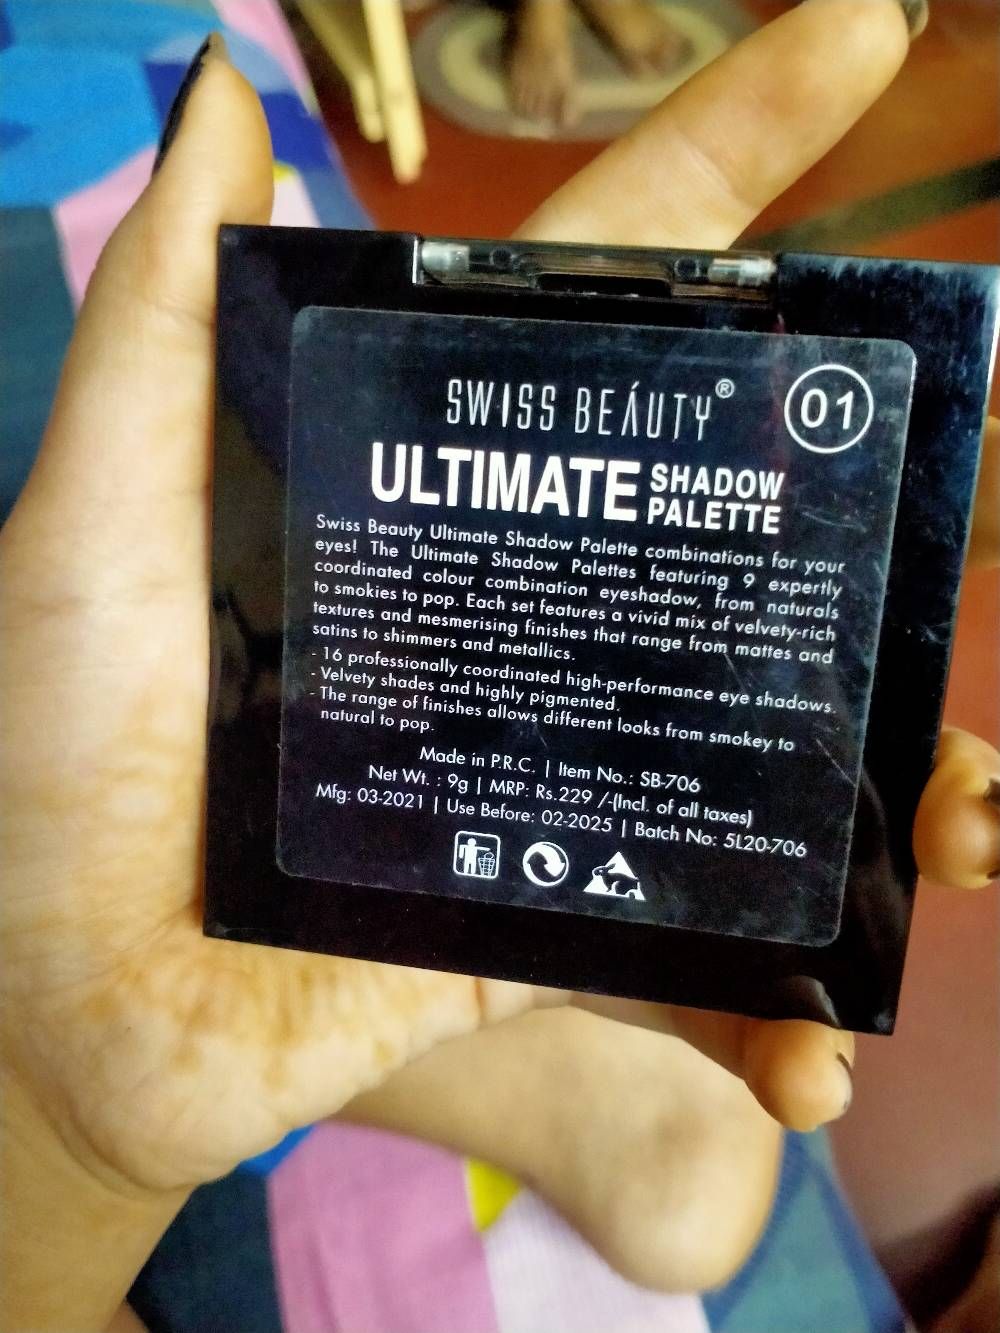 SWISS BEÁUTY®
01
ULTIMATE SHADOW PALETTE
Swiss Beauty Ultimate Shadow Palette combinations for your
eyes! The Ultimate Shadow Palettes featuring 9 expertly
coordinated colour combination eyeshadow, from naturals
to smokies to pop. Each set features a vivid mix of velvety-rich
textures and mesmerising finishes that range from mattes and
satins to shimmers and metallics.
- 16 professionally coordinated high-performance eye shadows.
- Velvety shades and highly pigmented.
- The range of finishes allows different looks from smokey to
natural to pop.
Made in P.R.C. | Item No.: SB-706
Net Wt. : 9g | MRP: Rs.229 /-(Incl. of all taxes)
Mfg: 03-2021 | Use Before: 02-2025 | Batch No: 5L20-706